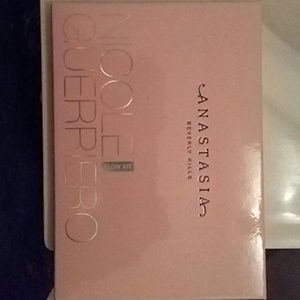 NICOLE
GUERRIERO
GLOW KIT
ANASTASIA
BEVERLY HILLS